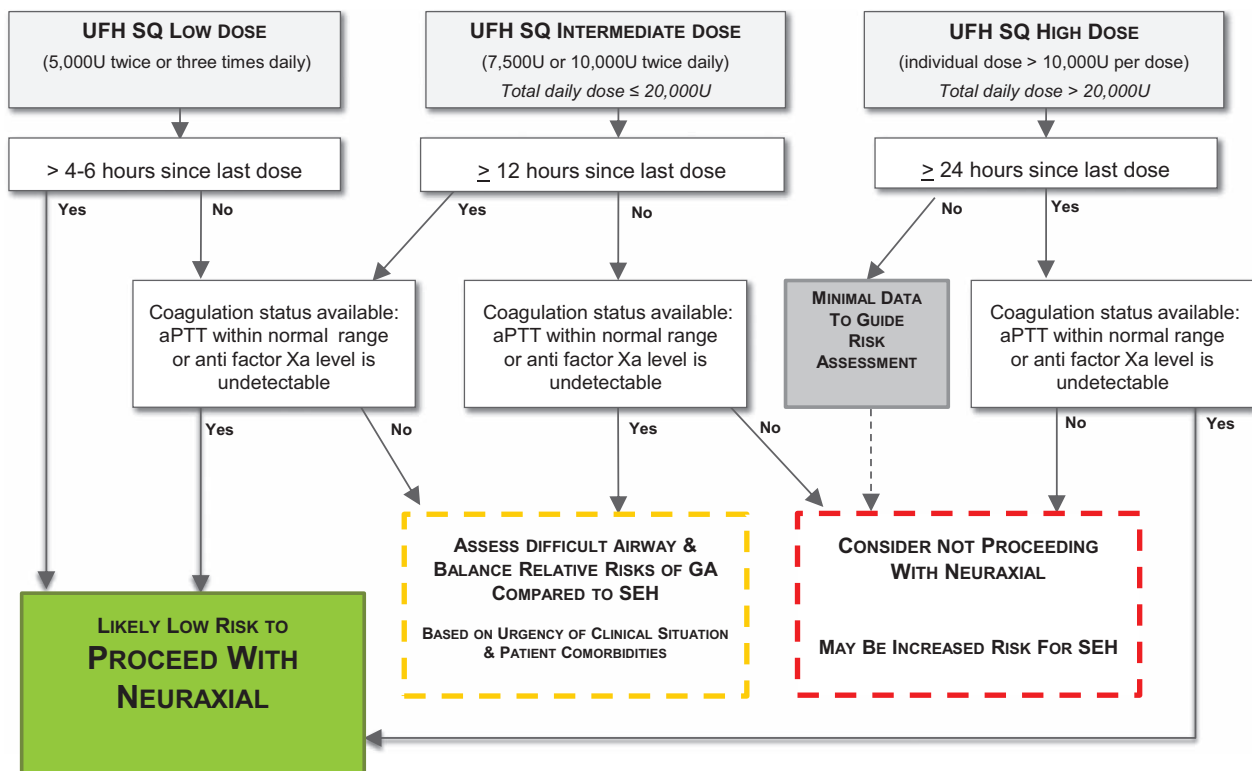 UFH SQ LOW DOSE
(5,000U twice or three times daily)
UFH SQ INTERMEDIATE DOSE
(7,500U or 10,000U twice daily)
Total daily dose ≤ 20,000U
UFH SQ HIGH DOSE
(individual dose > 10,000U per dose)
Total daily dose > 20,000U
> 4-6 hours since last dose
≥ 12 hours since last dose
≥ 24 hours since last dose
Yes
No
Yes
No
No
Yes
Coagulation status available:
aPTT within normal range
or anti factor Xa level is
undetectable
Coagulation status available:
aPTT within normal range
or anti factor Xa level is
undetectable
MINIMAL DATA
TO GUIDE
RISK
ASSESSMENT
Coagulation status available:
aPTT within normal range
or anti factor Xa level is
undetectable
Yes
No
Yes
No
No
Yes
ASSESS DIFFICULT AIRWAY &
BALANCE RELATIVE RISKS OF GA
COMPARED TO SEH
BASED ON URGENCY OF CLINICAL SITUATION
& PATIENT COMORBIDITIES
CONSIDER NOT PROCEEDING
WITH NEURAXIAL
MAY BE INCREASED RISK FOR SEH
LIKELY LOW RISK TO
PROCEED WITH
NEURAXIAL